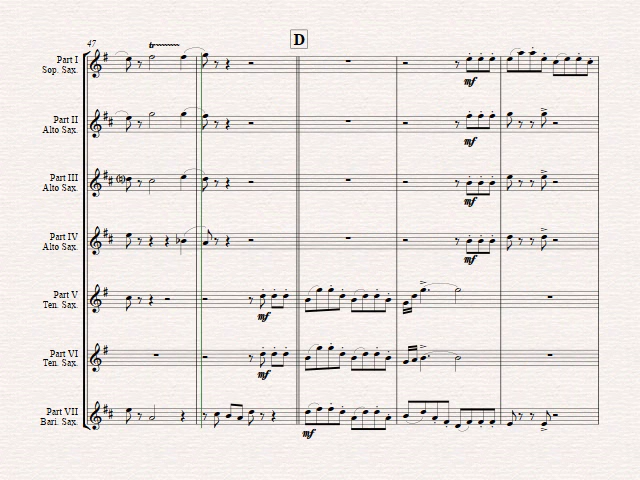 D
47
tr
Part I
Sop. Sax.
mf
Part II
Alto Sax.
mf
Part III
Alto Sax.
mf
Part IV
Alto Sax.
mf
Part V
Ten. Sax.
mf
Part VI
Ten. Sax.
mf
Part VII
Bari. Sax.
mf